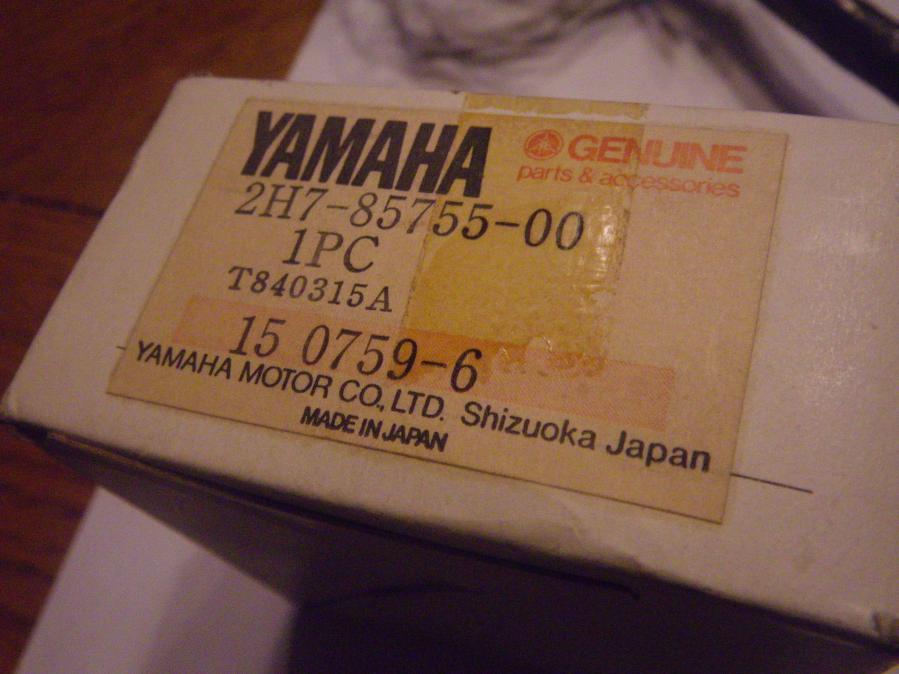 YAMAHA
GENUINE
parts & accessories
2H7-85755-00
1PC
T840315A
15 0759-6
YAMAHA MOTOR CO., LTD. Shizuoka Japan
MADE IN JAPAN